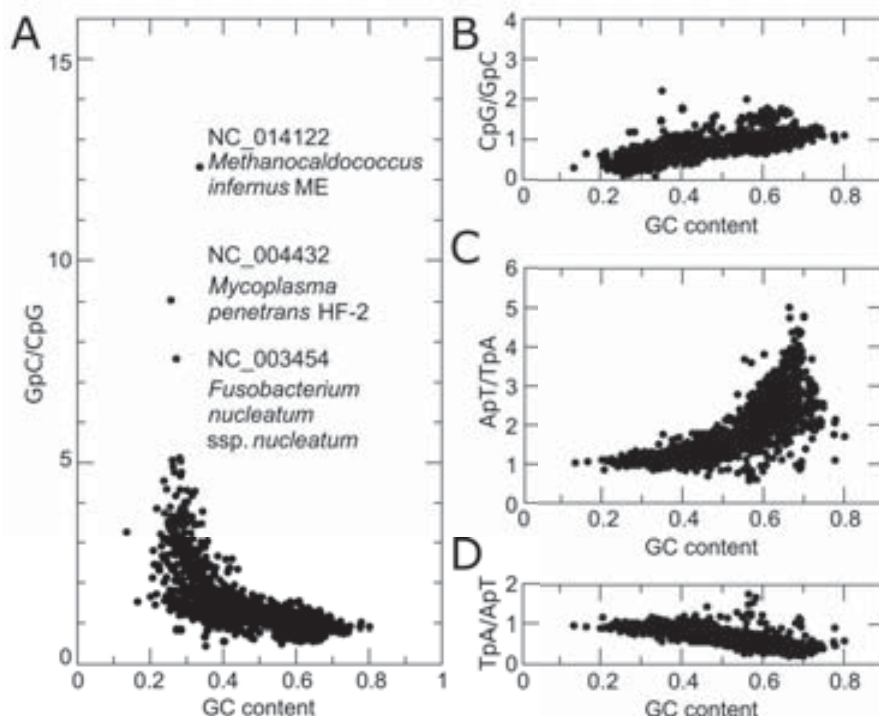 A
15
10
5
0
GpC/CpG
NC_014122
Methanocaldococcus
infernus ME
NC_004432
Mycoplasma
penetrans HF-2
NC_003454
Fusobacterium
nucleatum
ssp. nucleatum
0 0.2 0.4 0.6 0.8 1
GC content
B
4
3
2
1
0
CpG/GpC
0.2 0.4 0.6 0.8
GC content
C
6
5
4
3
2
1
0
ApT/TpA
0.2 0.4 0.6 0.8
GC content
D
2
1
0
TpA/ApT
0.2 0.4 0.6 0.8
GC content